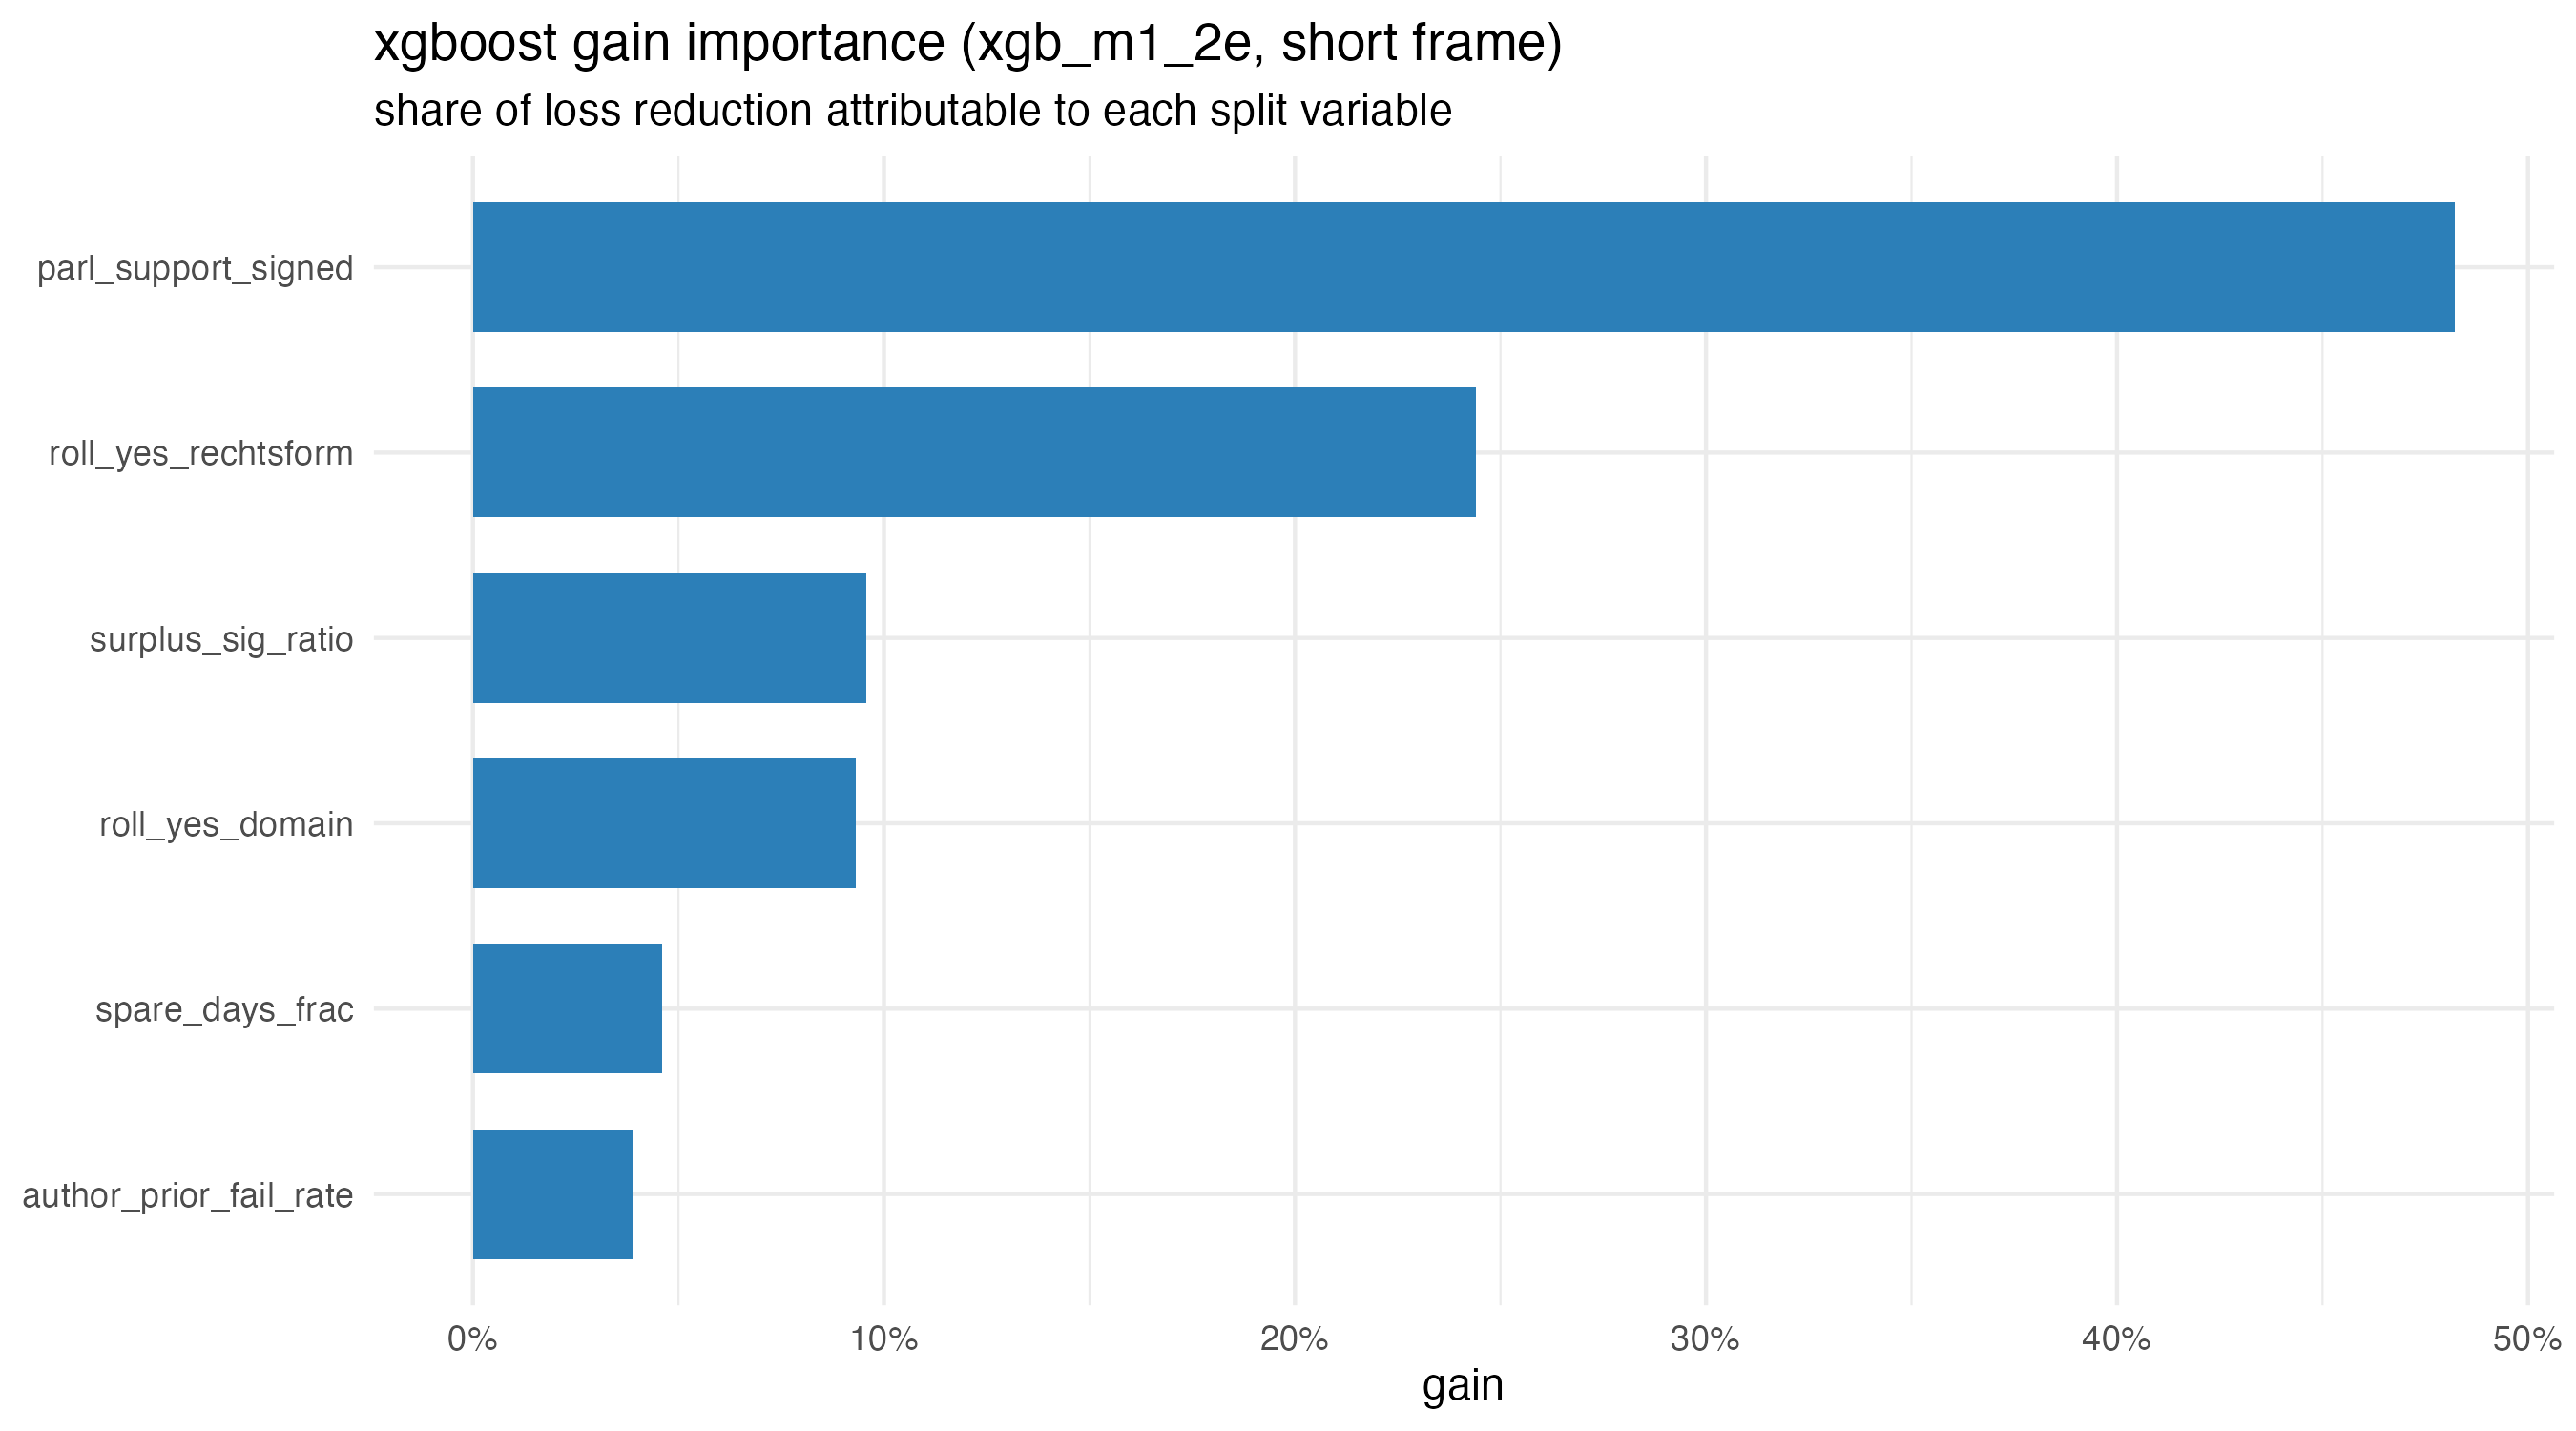 xgboost gain importance (xgb_m1_2e, short frame)
share of loss reduction attributable to each split variable
parl_support_signed
roll_yes_rechtsform
surplus_sig_ratio
roll_yes_domain
spare_days_frac
author_prior_fail_rate
0% 10% 20% 30% 40% 50%
gain